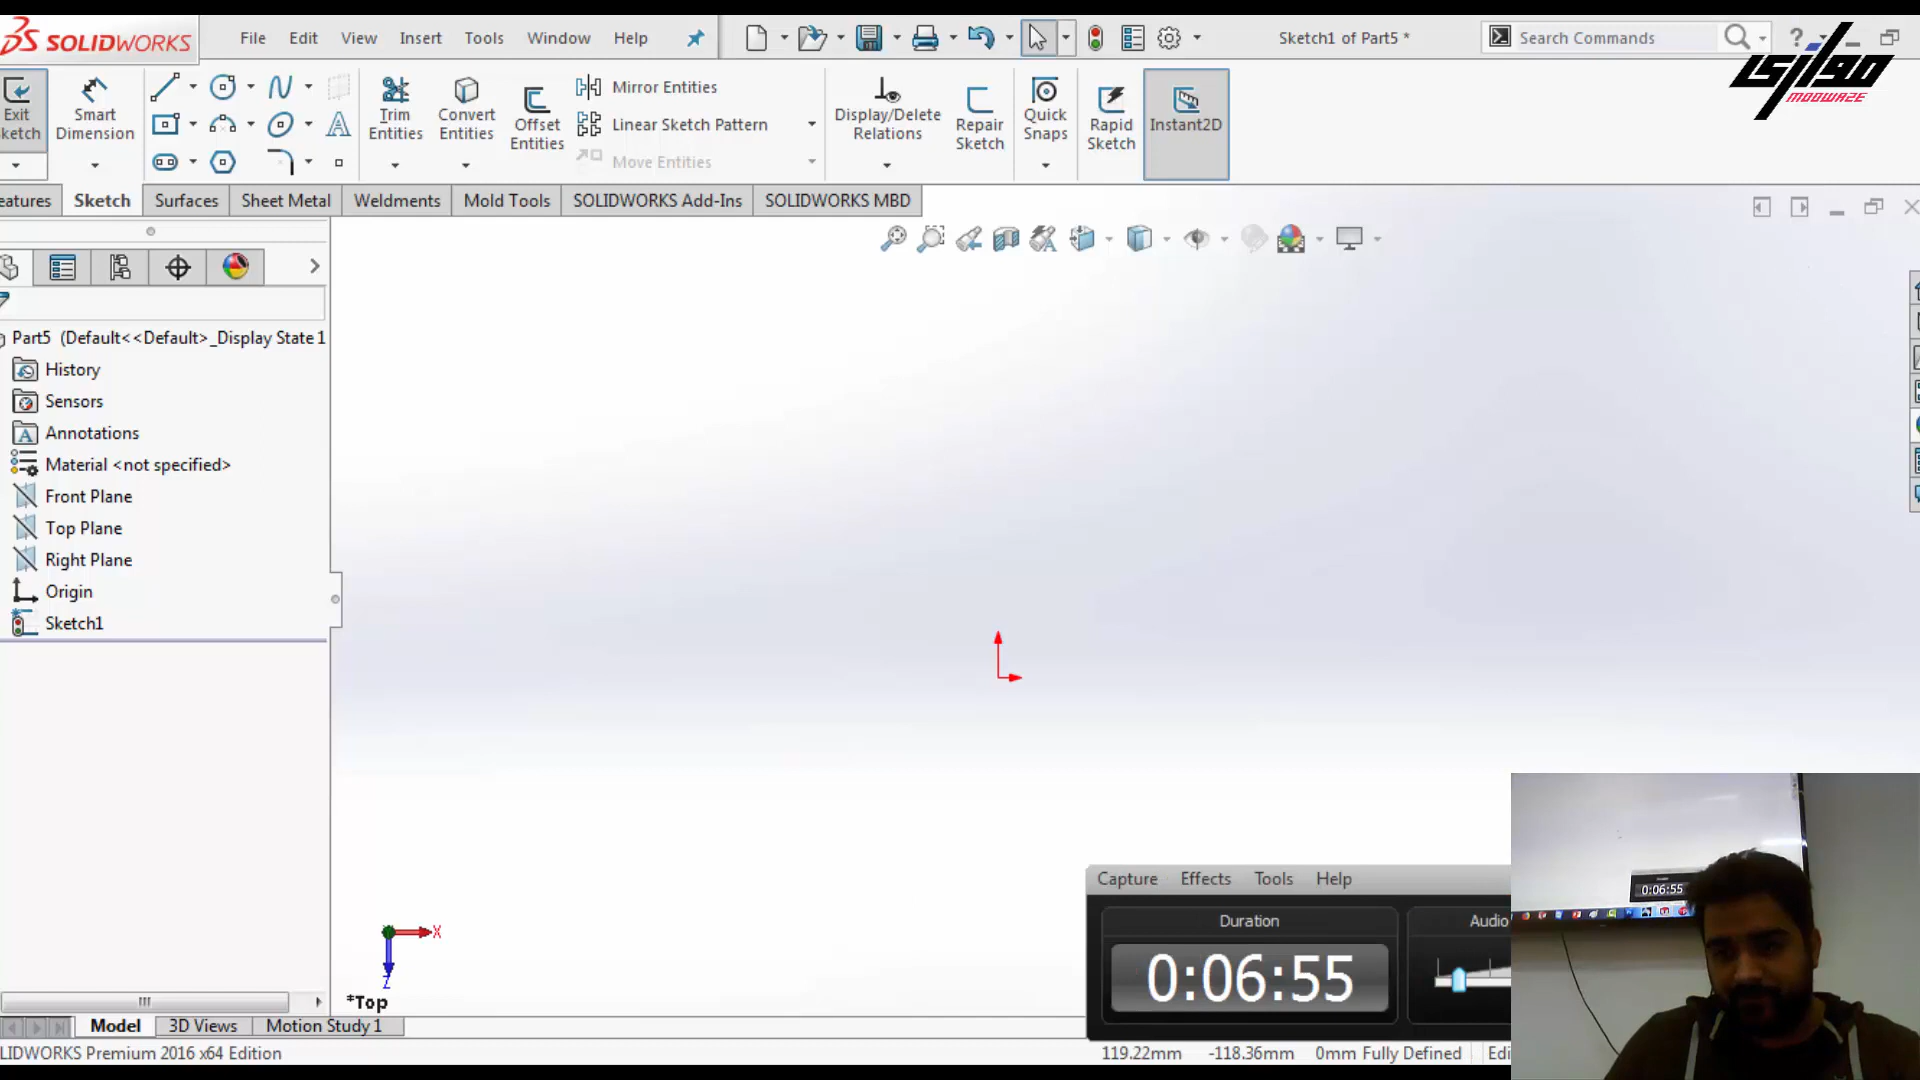 SOLIDWORKS File Edit View Insert Tools Window Help Sketch1 of Part5 * Search Commands ?
MODWAZE
Exit Sketch
Smart Dimension
Trim Entities
Convert Entities
Offset Entities
Mirror Entities
Linear Sketch Pattern
Move Entities
Display/Delete Relations
Repair Sketch
Quick Snaps
Rapid Sketch
Instant2D
eatures Sketch Surfaces Sheet Metal Weldments Mold Tools SOLIDWORKS Add-Ins SOLIDWORKS MBD
Part5 (Default<<Default>_Display State 1
History
Sensors
Annotations
Material <not specified>
Front Plane
Top Plane
Right Plane
Origin
Sketch1
X
Z
*Top
Capture Effects Tools Help
Duration Audio
0:06:55
0:06:55
Model 3D Views Motion Study 1
LIDWORKS Premium 2016 x64 Edition 119.22mm -118.36mm 0mm Fully Defined Edi